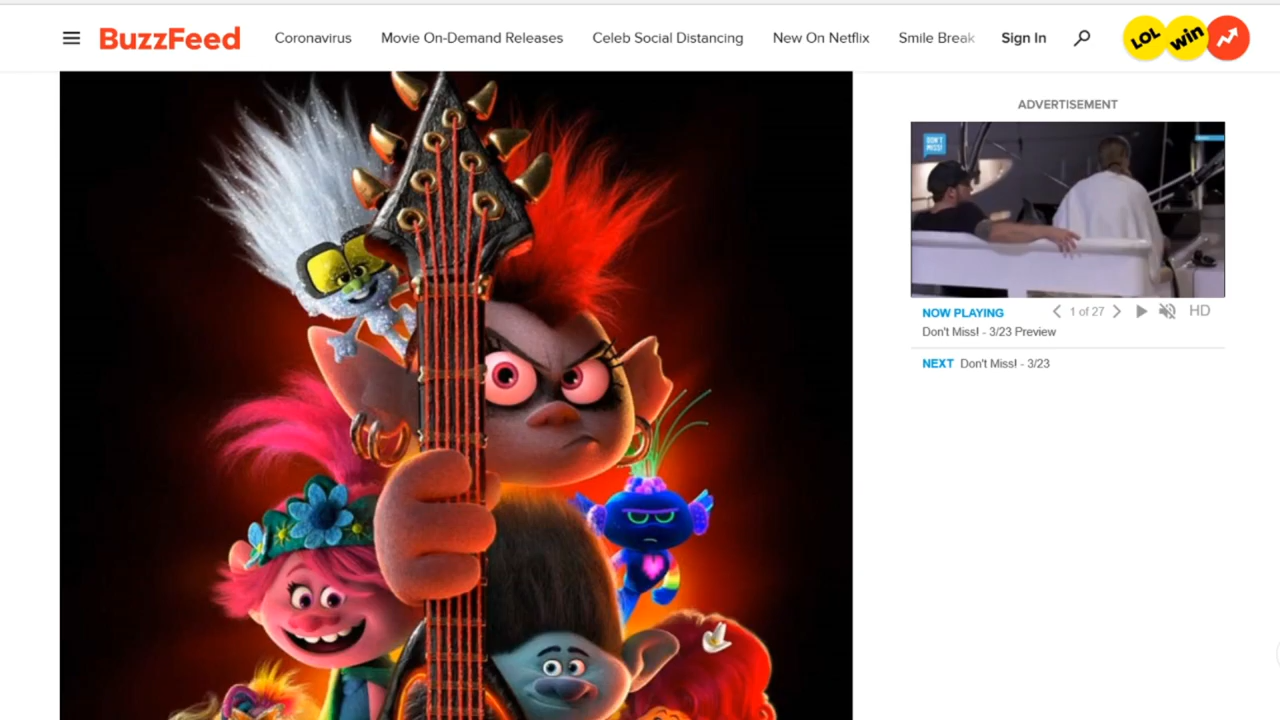 BuzzFeed Coronavirus Movie On-Demand Releases Celeb Social Distancing New On Netflix Smile Break Sign In LOL win
ADVERTISEMENT
DON'T
MISS!
NOW PLAYING 1 of 27 HD
Don't Miss! - 3/23 Preview
NEXT Don't Miss! - 3/23